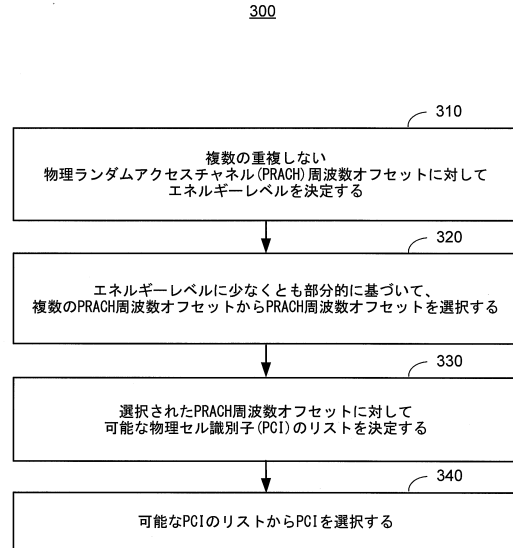 300
310
複数の重複しない
物理ランダムアクセスチャネル(PRACH)周波数オフセットに対して
エネルギーレベルを決定する
320
エネルギーレベルに少なくとも部分的に基づいて、
複数のPRACH周波数オフセットからPRACH周波数オフセットを選択する
330
選択されたPRACH周波数オフセットに対して
可能な物理セル識別子(PCI)のリストを決定する
340
可能なPCIのリストからPCIを選択する